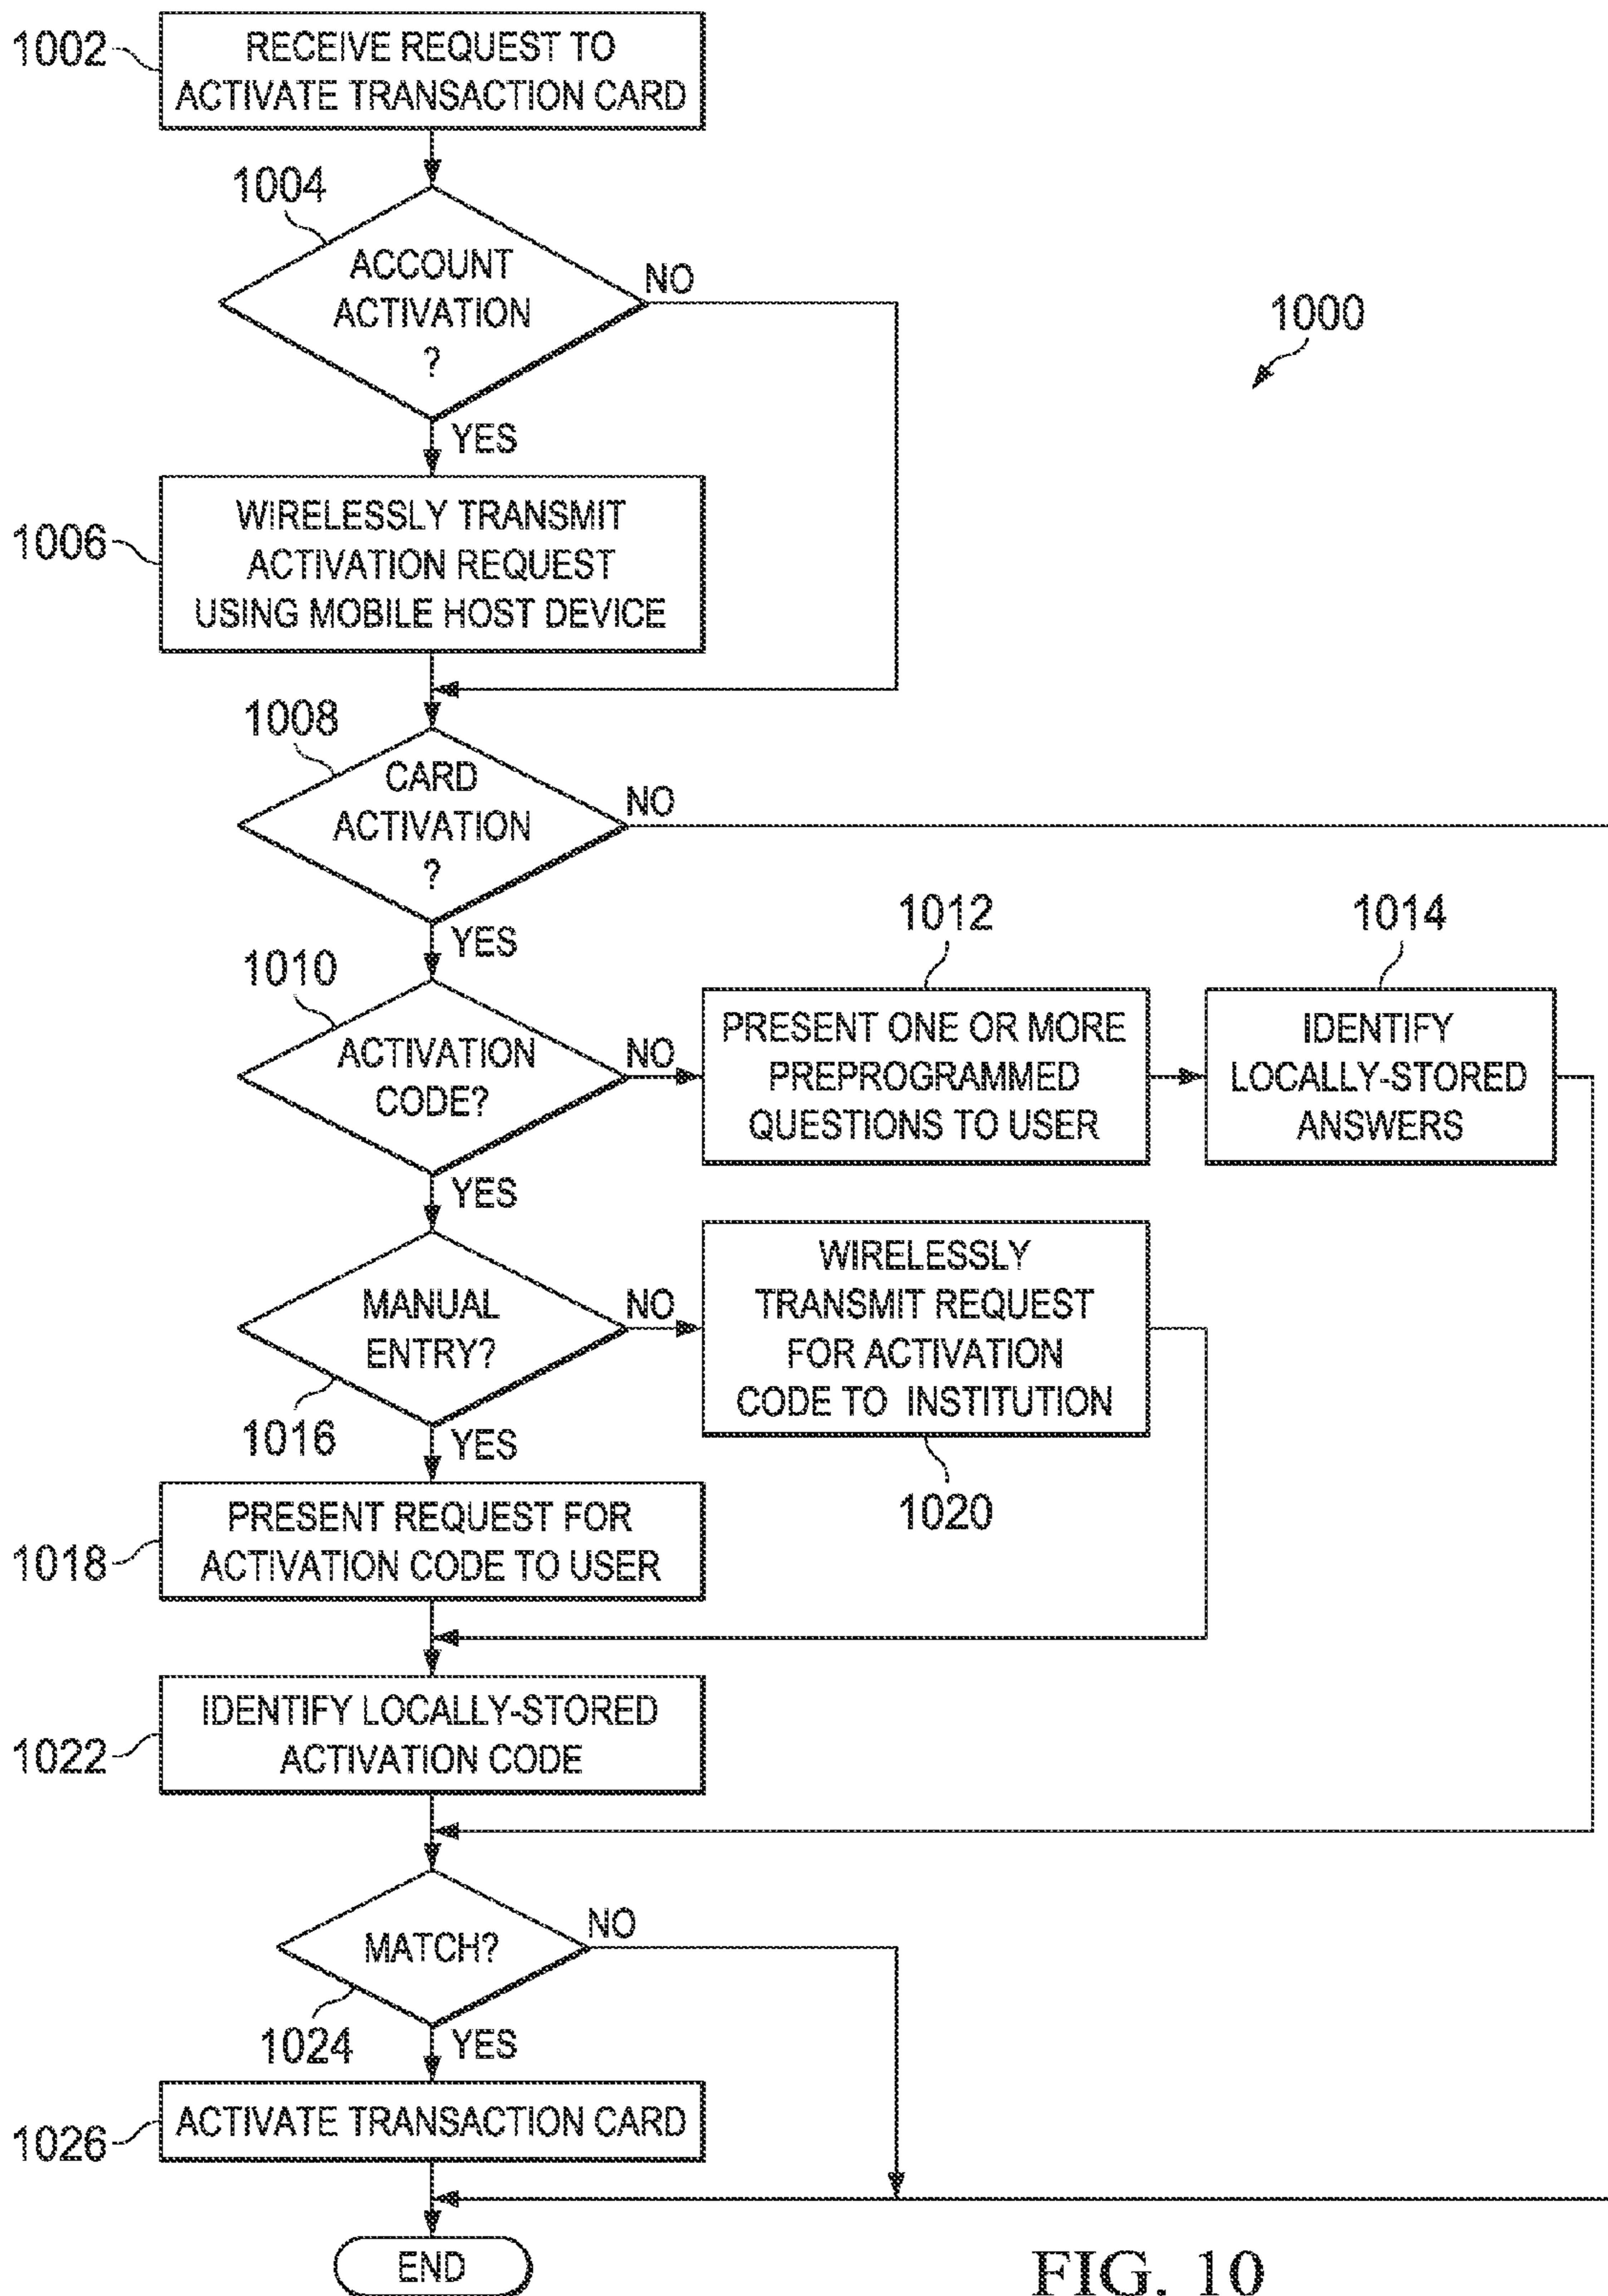 1002
RECEIVE REQUEST TO
ACTIVATE TRANSACTION CARD
1004
ACCOUNT
ACTIVATION
?
NO
YES
1000
1006
WIRELESSLY TRANSMIT
ACTIVATION REQUEST
USING MOBILE HOST DEVICE
1008
CARD
ACTIVATION
?
NO
YES
1010
ACTIVATION
CODE?
NO
YES
1012
PRESENT ONE OR MORE
PREPROGRAMMED
QUESTIONS TO USER
1014
IDENTIFY
LOCALLY-STORED
ANSWERS
MANUAL
ENTRY?
NO
1016
YES
WIRELESSLY
TRANSMIT REQUEST
FOR ACTIVATION
CODE TO INSTITUTION
1020
1018
PRESENT REQUEST FOR
ACTIVATION CODE TO USER
1022
IDENTIFY LOCALLY-STORED
ACTIVATION CODE
MATCH?
NO
1024
YES
1026
ACTIVATE TRANSACTION CARD
END
FIG. 10